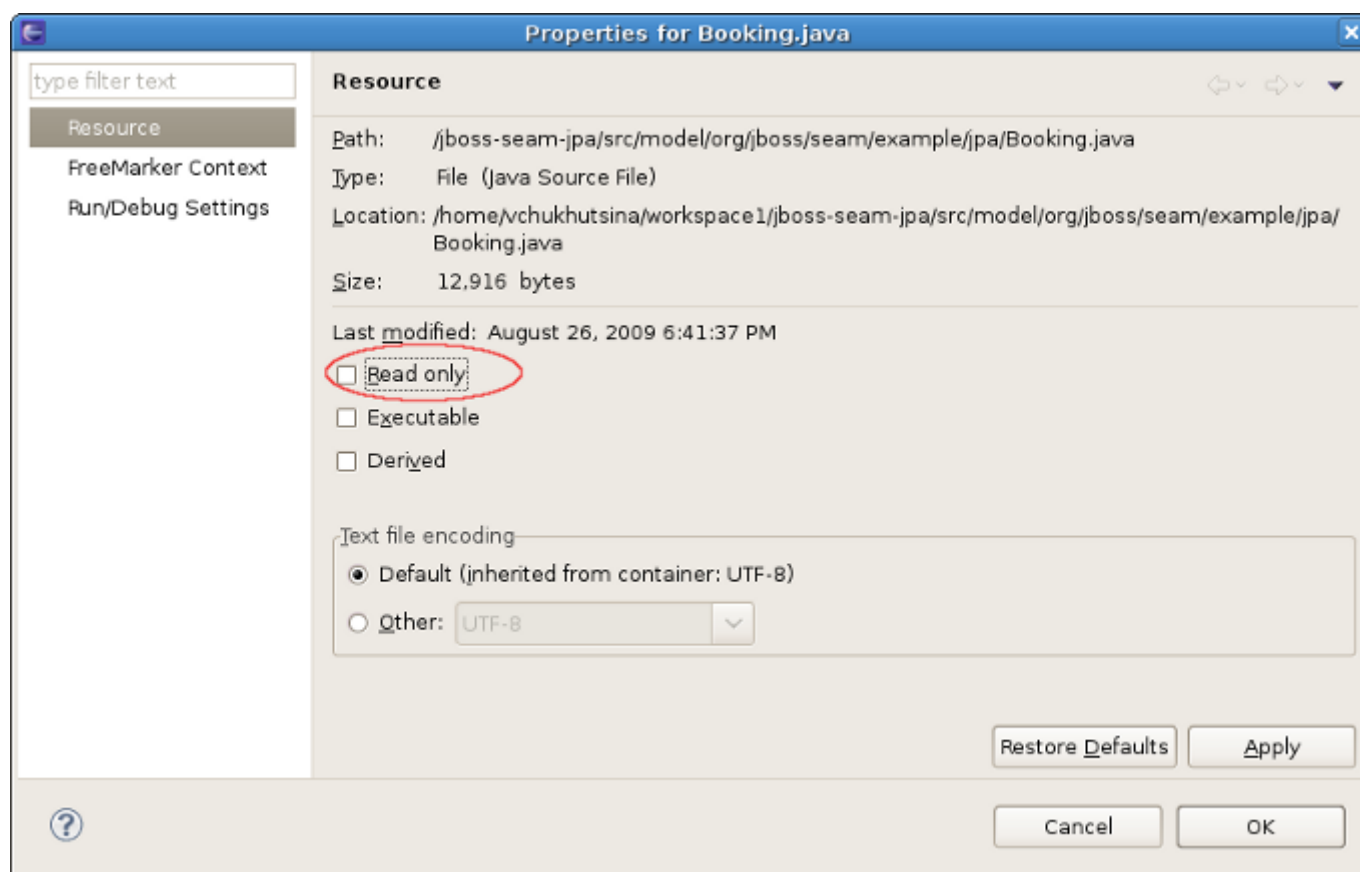 Properties for Booking.java
type filter text
Resource
FreeMarker Context
Run/Debug Settings
Resource
Path: /jboss-seam-jpa/src/model/org/jboss/seam/example/jpa/Booking.java
Type: File (Java Source File)
Location: /home/vchukhutsina/workspace1/jboss-seam-jpa/src/model/org/jboss/seam/example/jpa/
Booking.java
Size: 12,916 bytes
Last modified: August 26, 2009 6:41:37 PM
Read only
Executable
Derived
Text file encoding
Default (inherited from container: UTF-8)
Other: UTF-8
Restore Defaults Apply
? Cancel OK